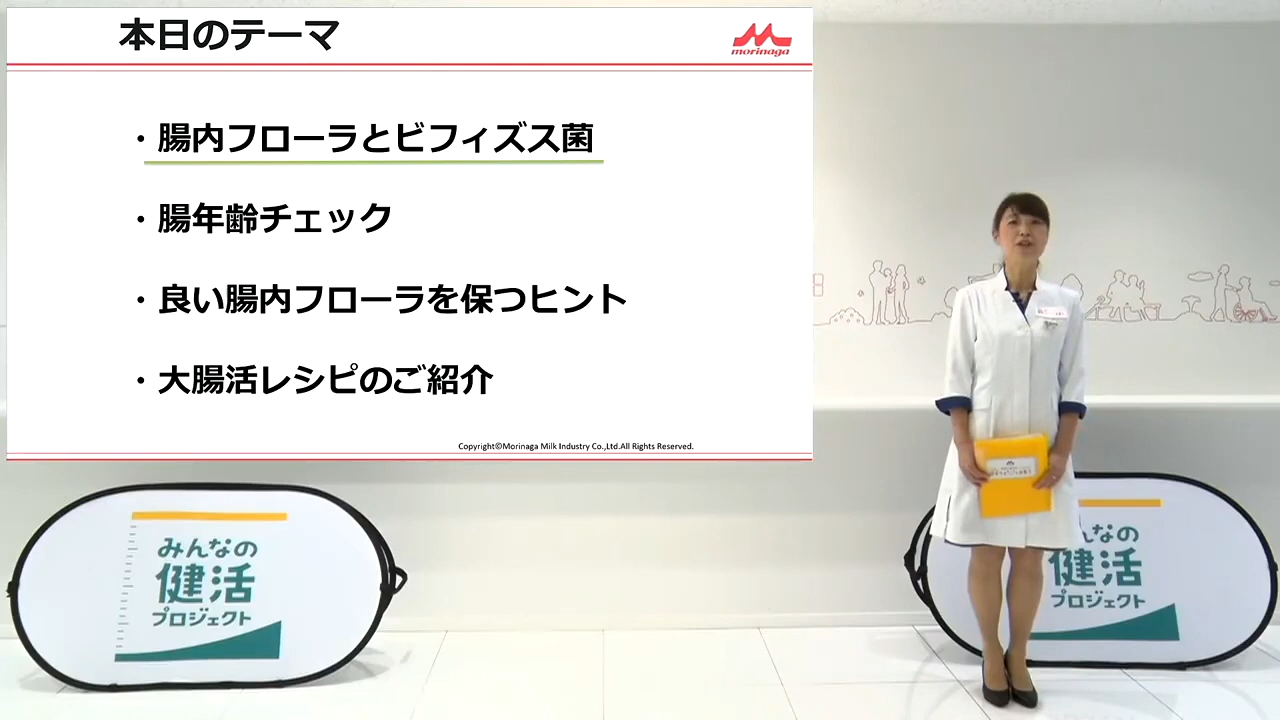 本日のテーマ
morinaga
・腸内フローラとビフィズス菌
・腸年齢チェック
・良い腸内フローラを保つヒント
・大腸活レシピのご紹介
Copyright©Morinaga Milk Industry Co.,Ltd.All Rights Reserved.
みんなの
健活
プロジェクト
みんなの
健活
プロジェクト